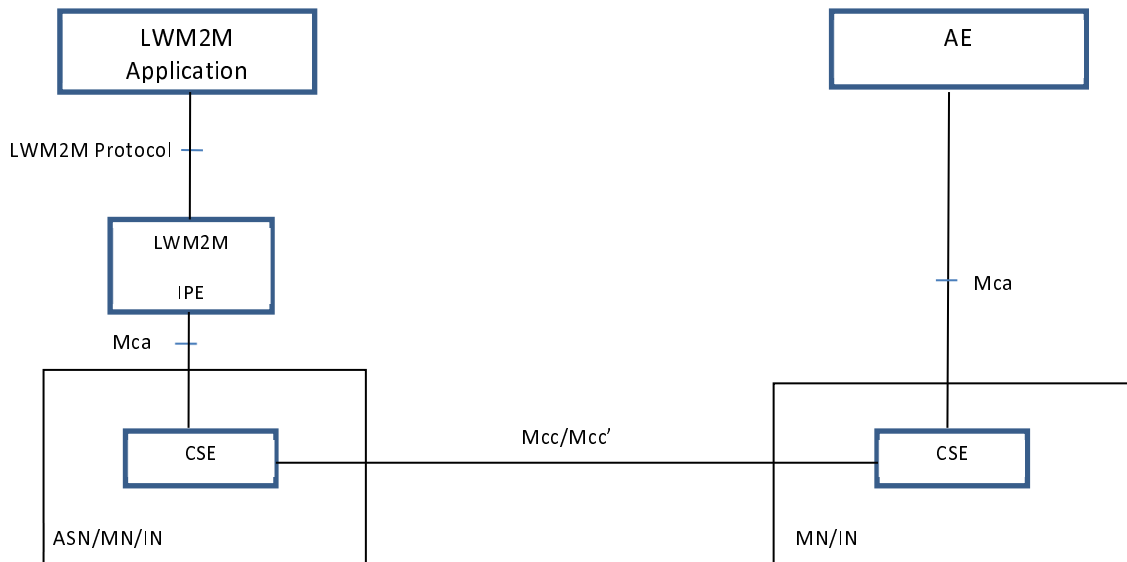 LWM2M
Application
AE
LWM2M Protocol
LWM2M
IPE
Mca
Mca
CSE
Mcc/Mcc’
CSE
ASN/MN/IN
MN/IN